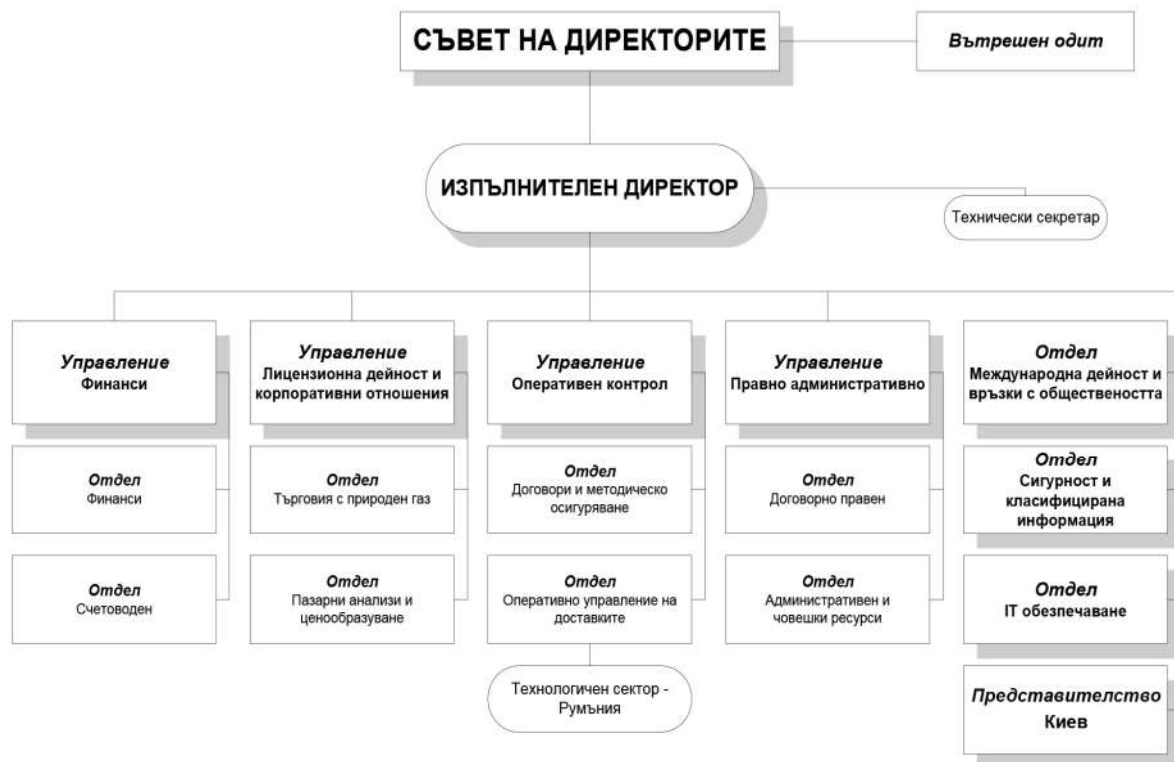 СЪВЕТ НА ДИРЕКТОРИТЕ
Вътрешен одит
ИЗПЪЛНИТЕЛЕН ДИРЕКТОР
Технически секретар
Управление
Финанси
Управление
Лицензионна дейност и
корпоративни отношения
Управление
Оперативен контрол
Управление
Правно административно
Отдел
Международна дейност и
връзки с обществеността
Отдел
Финанси
Отдел
Търговия с природен газ
Отдел
Договори и методическо
осигуряване
Отдел
Договорно правен
Отдел
Сигурност и
класифицирана
информация
Отдел
Счетоводен
Отдел
Пазарни анализи и
ценообразуване
Отдел
Оперативно управление на
доставките
Отдел
Административен и
човешки ресурси
Отдел
IT обезпечаване
Технологичен сектор -
Румъния
Представителство
Киев